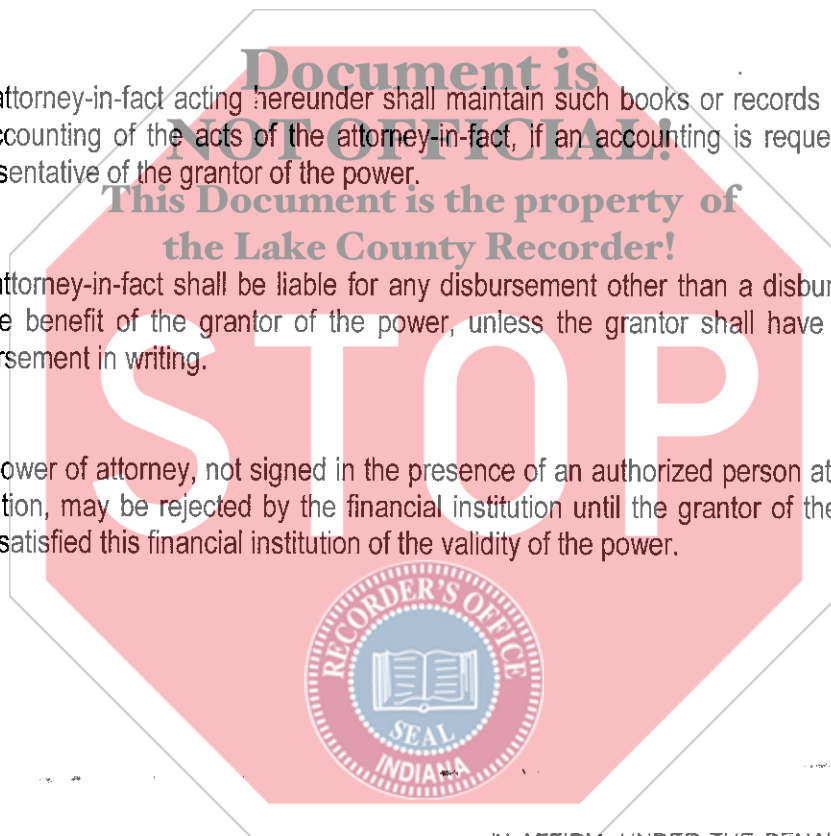 Document is
attorney-in-fact acting hereunder shall maintain such books or records
ccounting of the acts of the attorney-in-fact, if an accounting is reque
NOT OFFICIAL!
sentative of the grantor of the power.
This Document is the property of
the Lake County Recorder!
attorney-in-fact shall be liable for any disbursement other than a disbur
e benefit of the grantor of the power, unless the grantor shall have
rsement in writing.
STOP
ower of attorney, not signed in the presence of an authorized person at
tion, may be rejected by the financial institution until the grantor of the
satisfied this financial institution of the validity of the power.
RECORDER'S OFFICE
SEAL
INDIANA